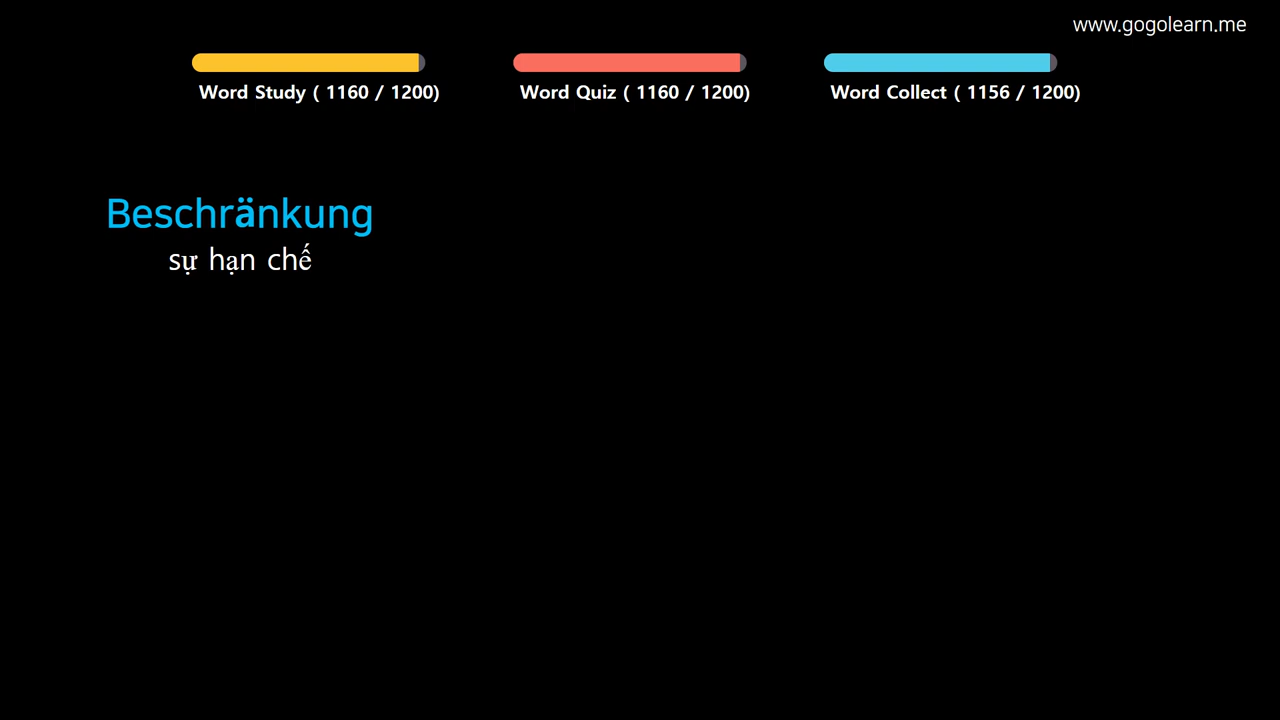 www.gogolearn.me
Word Study ( 1160 / 1200)
Word Quiz ( 1160 / 1200)
Word Collect ( 1156 / 1200)
Beschränkung
sự hạn chế